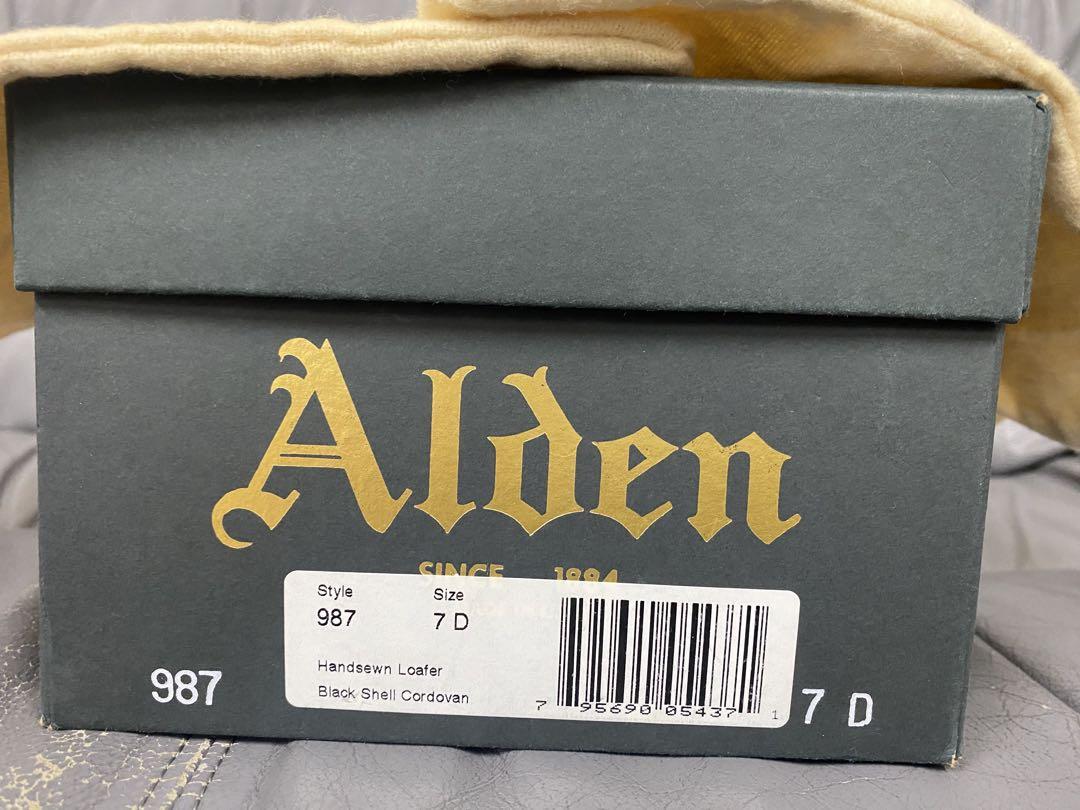 Alden
SINCE 1884
Style Size
987 7 D
Handsewn Loafer
Black Shell Cordovan
7 95690 05437 1
987
7 D